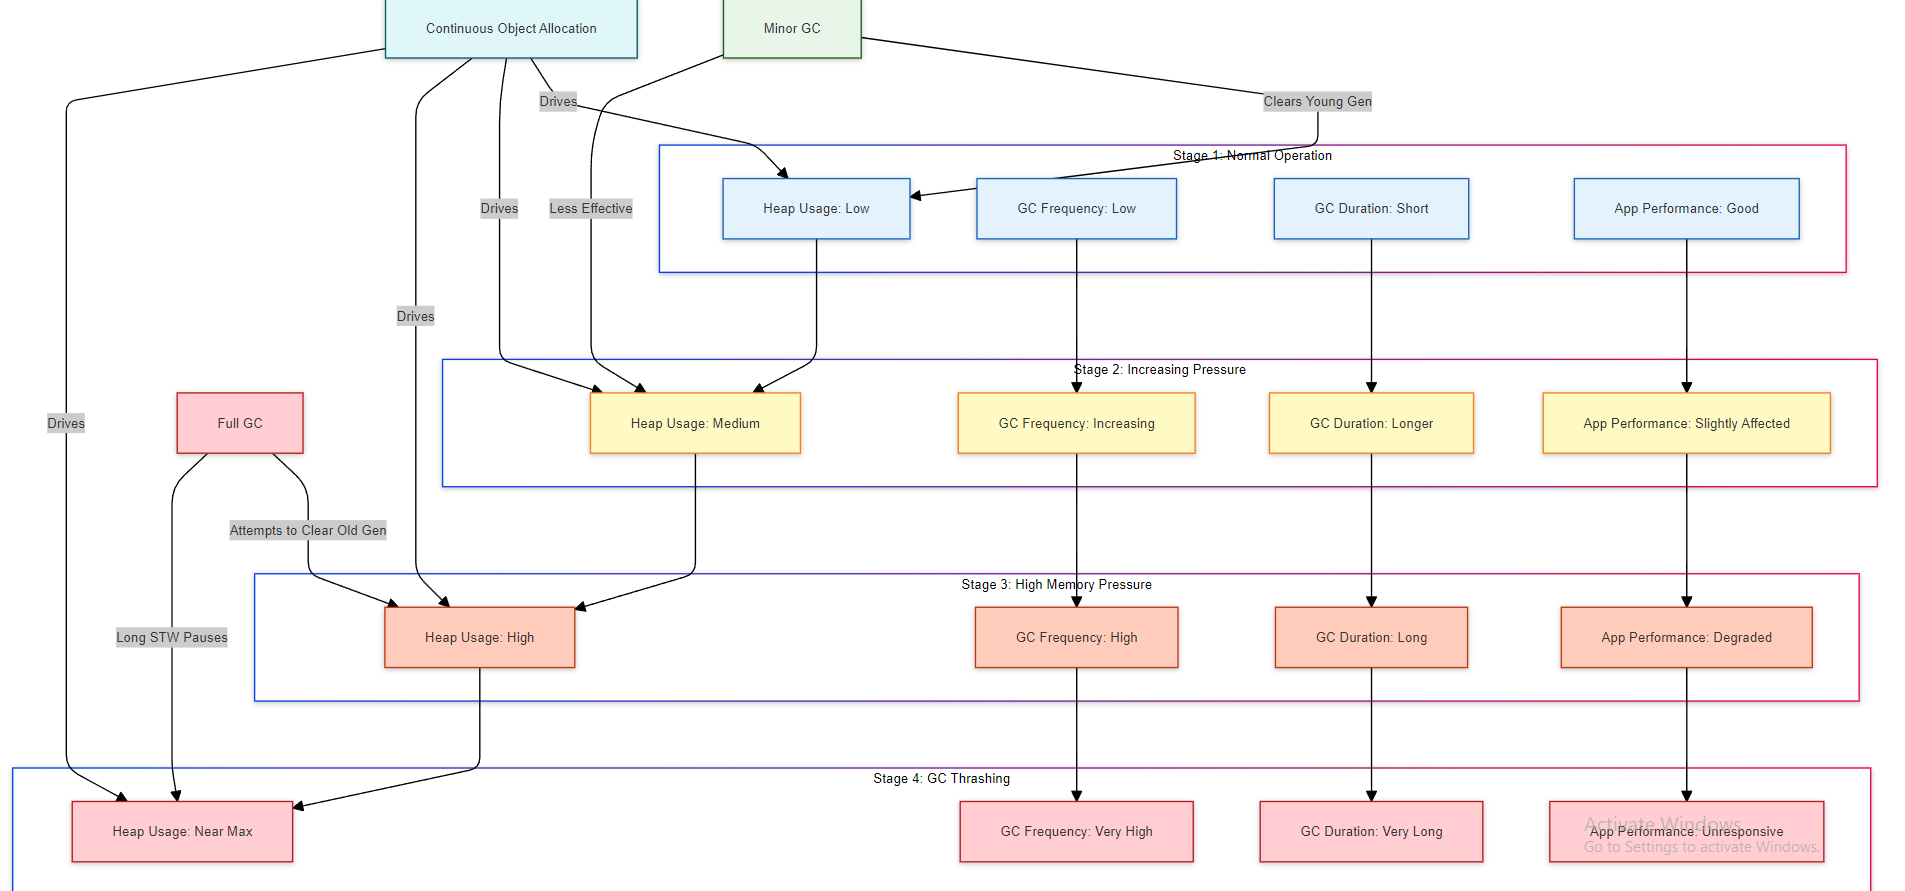 Continuous Object Allocation
Minor GC
Drives
Clears Young Gen
Stage 1: Normal Operation
Drives
Less Effective
Heap Usage: Low
GC Frequency: Low
GC Duration: Short
App Performance: Good
Drives
Stage 2: Increasing Pressure
Drives
Full GC
Heap Usage: Medium
GC Frequency: Increasing
GC Duration: Longer
App Performance: Slightly Affected
Attempts to Clear Old Gen
Stage 3: High Memory Pressure
Long STW Pauses
Heap Usage: High
GC Frequency: High
GC Duration: Long
App Performance: Degraded
Stage 4: GC Thrashing
Heap Usage: Near Max
GC Frequency: Very High
GC Duration: Very Long
App Performance: Unresponsive
Activate Windows
Go to Settings to activate Windows.